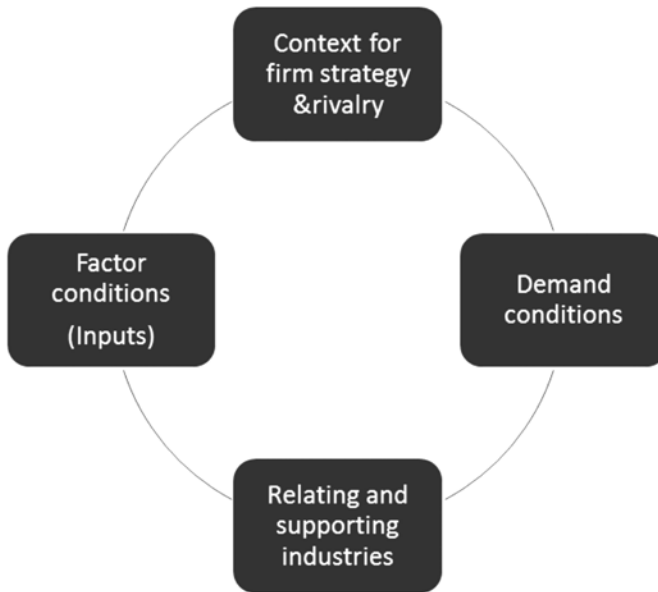 Context for
firm strategy
&rivalry
Factor
conditions
(Inputs)
Demand
conditions
Relating and
supporting
industries